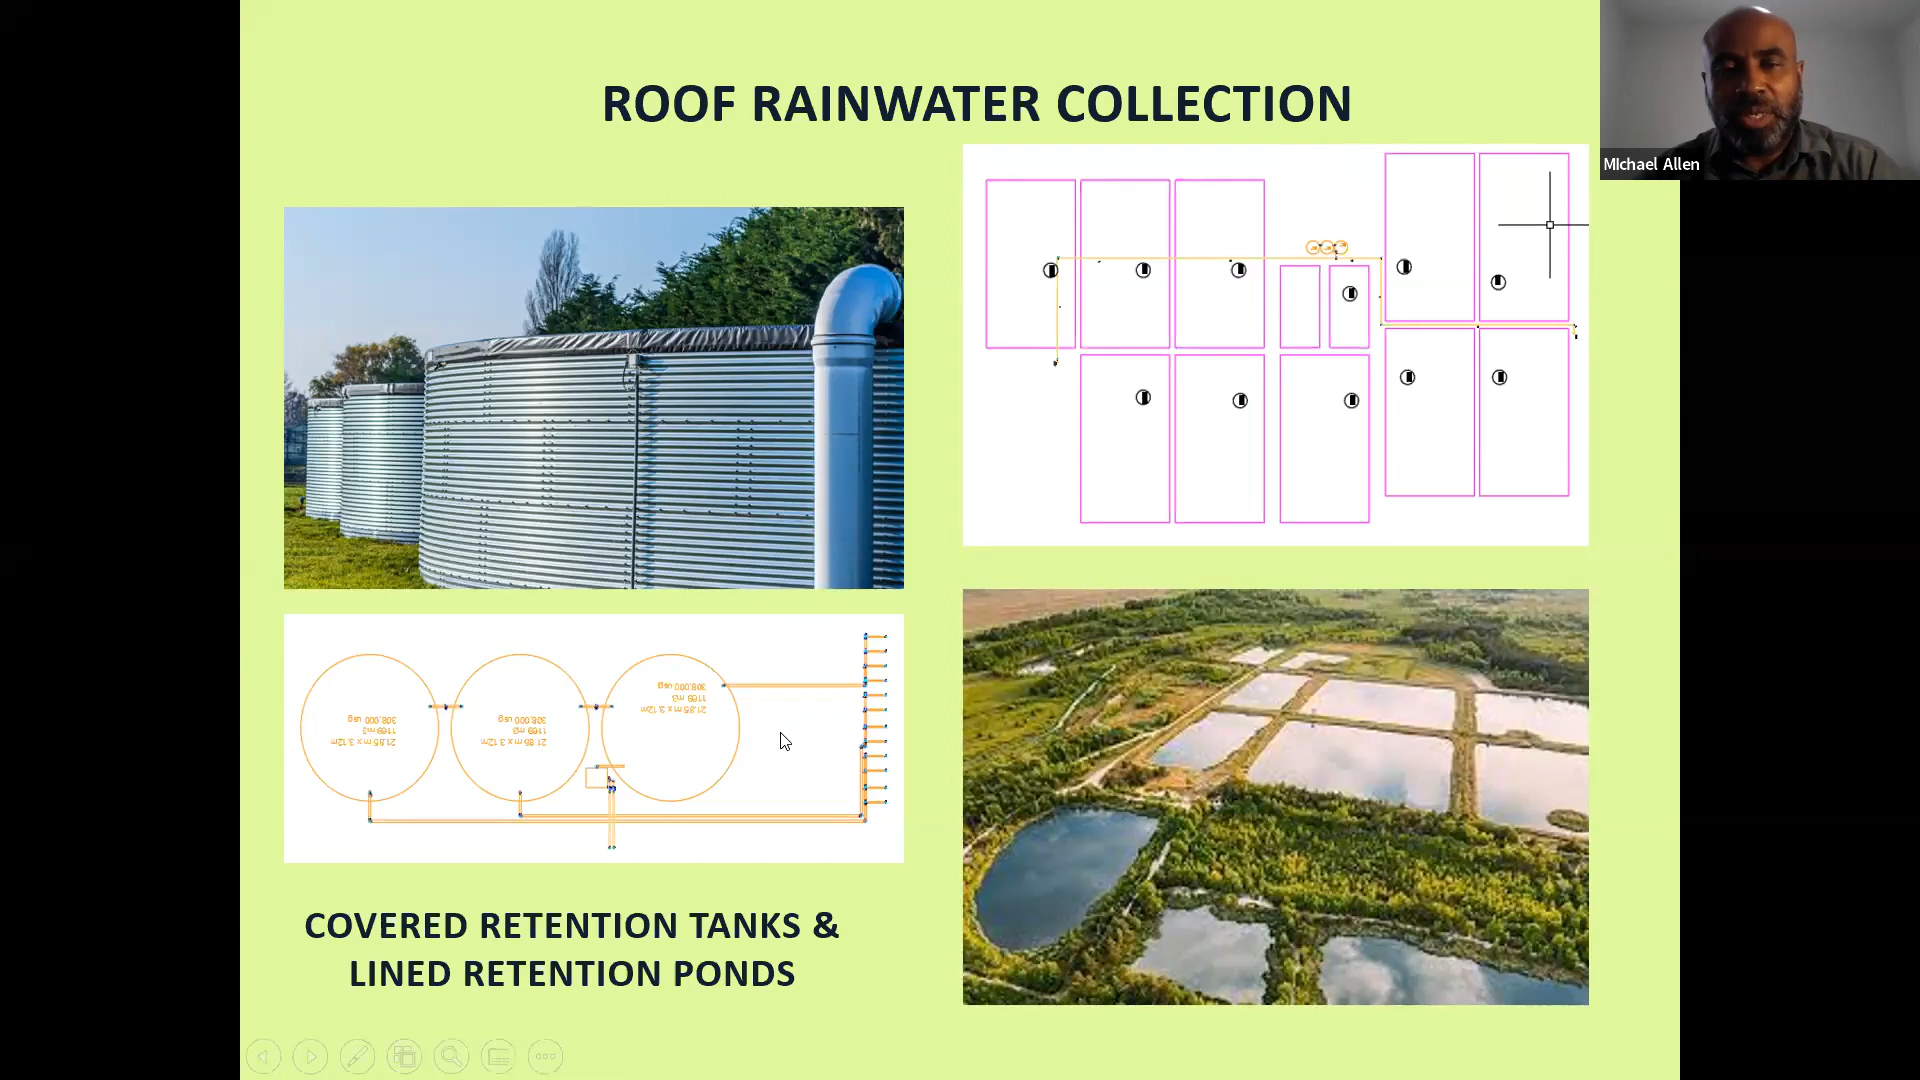 ROOF RAINWATER COLLECTION
MIchael Allen
308,000 usg
1169 m3
21.85 m x 3.12m
308,000 usg
1169 m3
21.85 m x 3.12m
308,000 usg
1169 m3
21.85 m x 3.12m
COVERED RETENTION TANKS &
LINED RETENTION PONDS